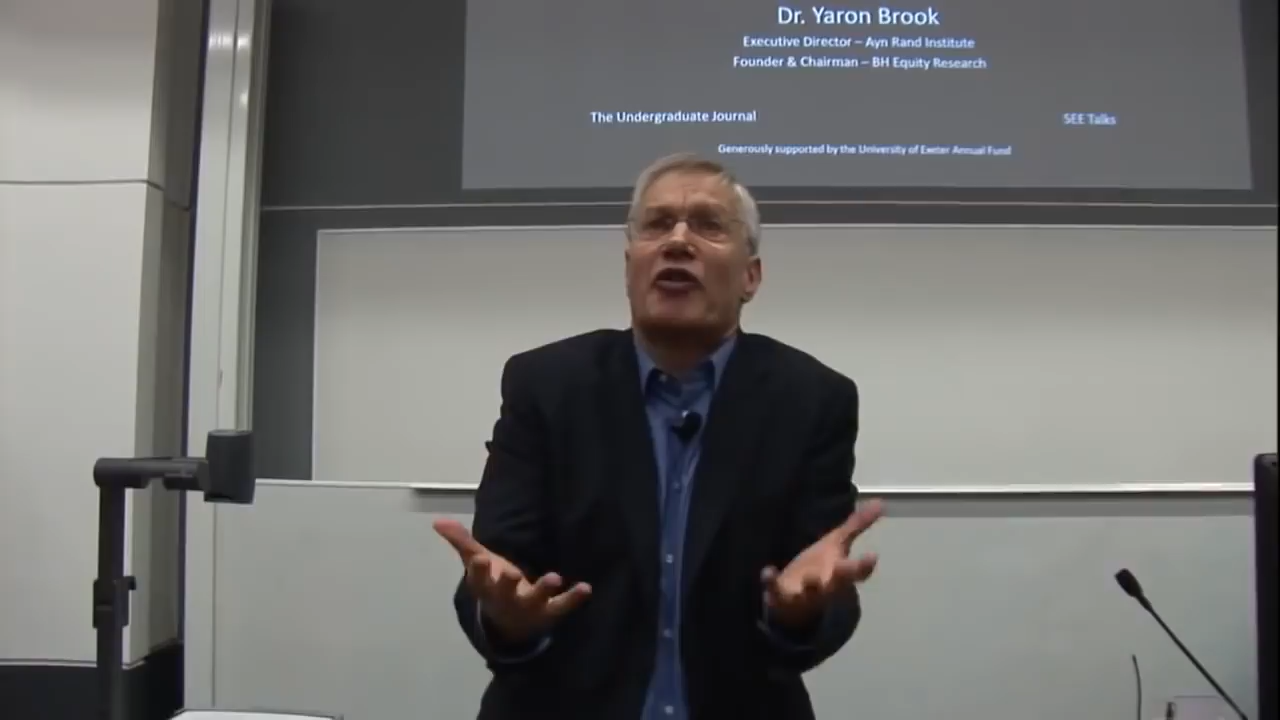 Dr. Yaron Brook
Executive Director – Ayn Rand Institute
Founder & Chairman – BH Equity Research
The Undergraduate Journal
SEE Talks
Generously supported by the University of Exeter Annual Fund